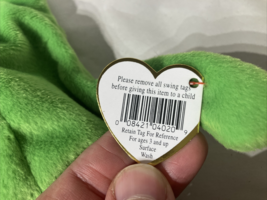 Please remove all swing tags
before giving this item to a child
0 08421 04020 9
Retain Tag For Reference
For ages 3 and up
Surface
Wash